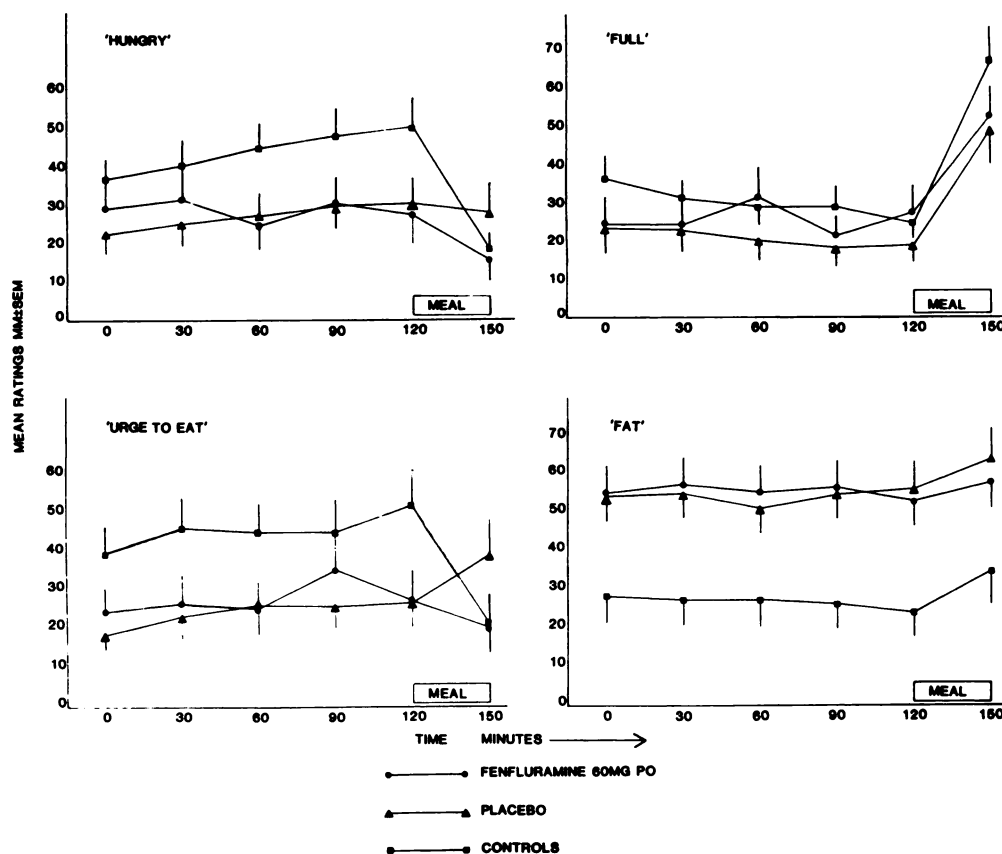 'HUNGRY'
60
50
40
30
20
10
0
0 30 60 90 120 150
MEAL
'FULL'
70
60
50
40
30
20
10
0
0 30 60 90 120 150
MEAL
MEAN RATINGS MM±SEM
'URGE TO EAT'
60
50
40
30
20
10
0
0 30 60 90 120 150
MEAL
'FAT'
70
60
50
40
30
20
10
0
0 30 60 90 120 150
MEAL
TIME MINUTES
FENFLURAMINE 60MG PO
PLACEBO
CONTROLS